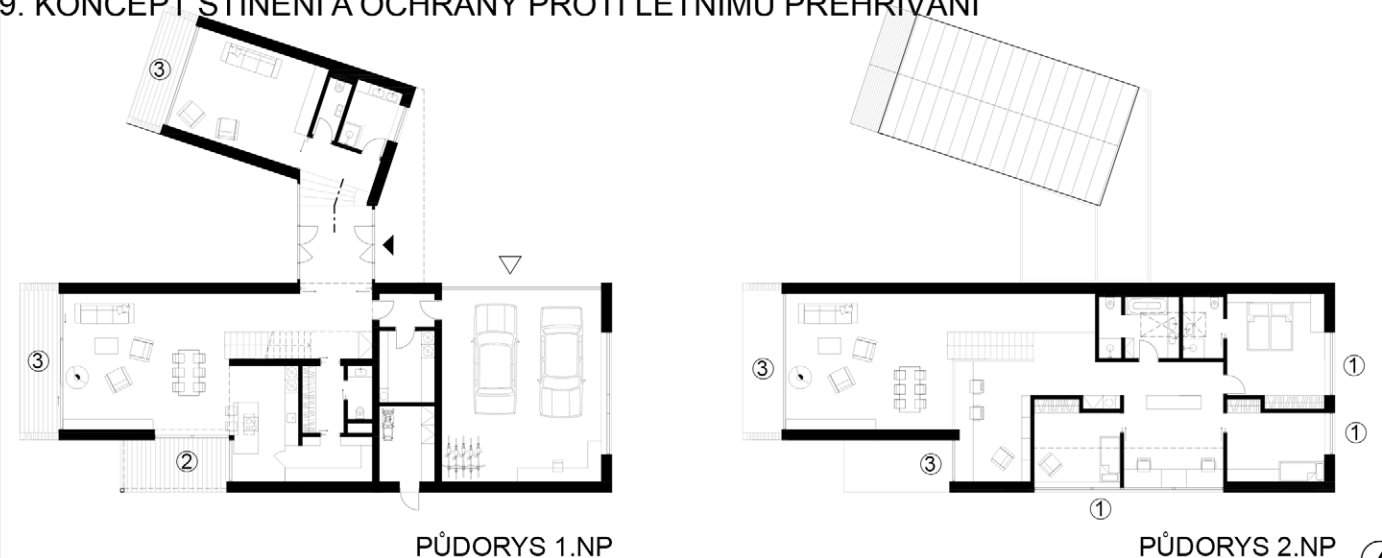 9. KONCEPT STÍNĚNÍ A OCHRANY PROTI LETNÍMU PŘEHŘÍVÁNÍ
③
③
②
PŮDORYS 1.NP
③
③
①
①
①
PŮDORYS 2.NP